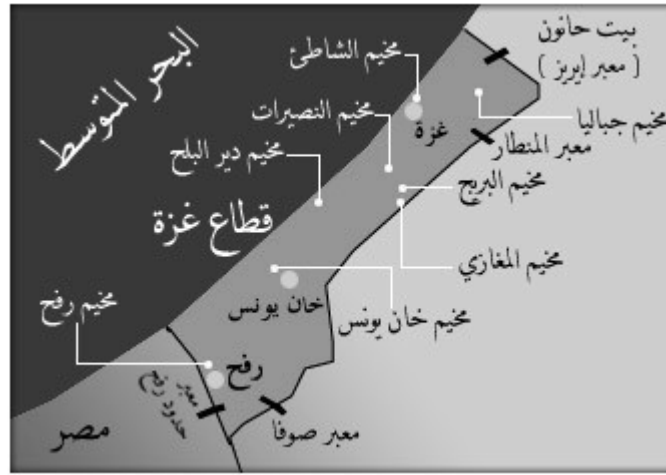 بيت حانون
( معبر إيريز )
مخيم الشاطئ
البحر المتوسط
مخيم النصيرات
غزة
مخيم جباليا
معبر المنطار
مخيم دير البلح
مخيم البريج
قطاع غزة
مخيم المغازي
مخيم رفح
خان يونس
مخيم خان يونس
رفح
معبر
حدود رفح
معبر صوفا
مصر